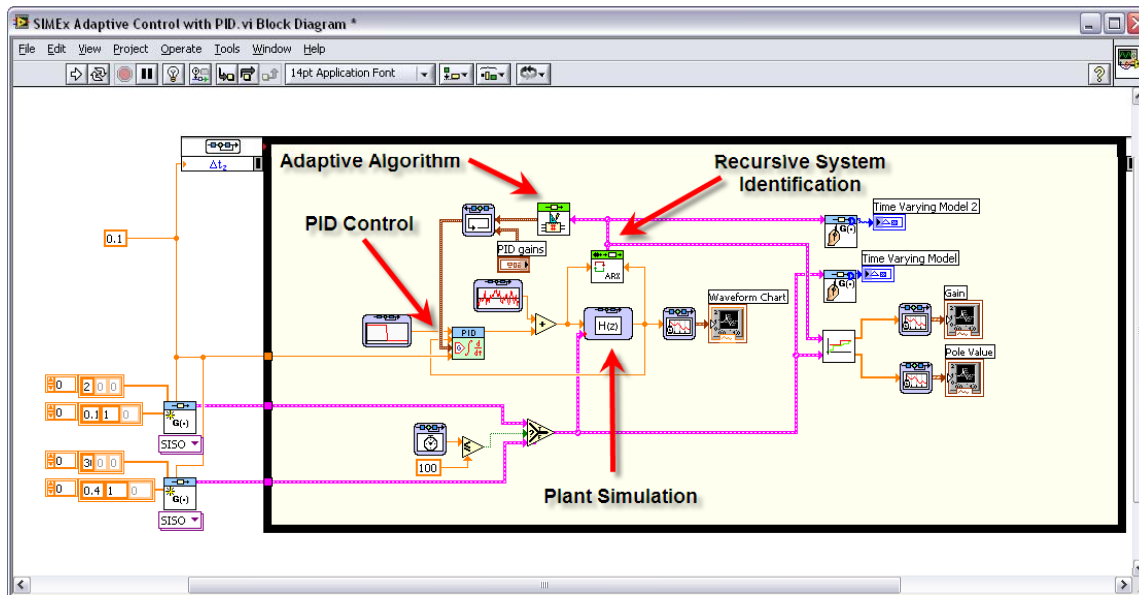 SIMEx Adaptive Control with PID.vi Block Diagram *
File Edit View Project Operate Tools Window Help
14pt Application Font
Δt2
Adaptive Algorithm
Recursive System
Identification
Time Varying Model 2
G(·)
PID Control
0.1
PID gains
ARX
Time Varying Model
G(·)
Waveform Chart
Gain
H(z)
PID
Pole Value
0 2 0 0
0 0.1 1 0
G(·)
SISO
100
0 3 0 0
0 0.4 1 0
G(·)
SISO
Plant Simulation